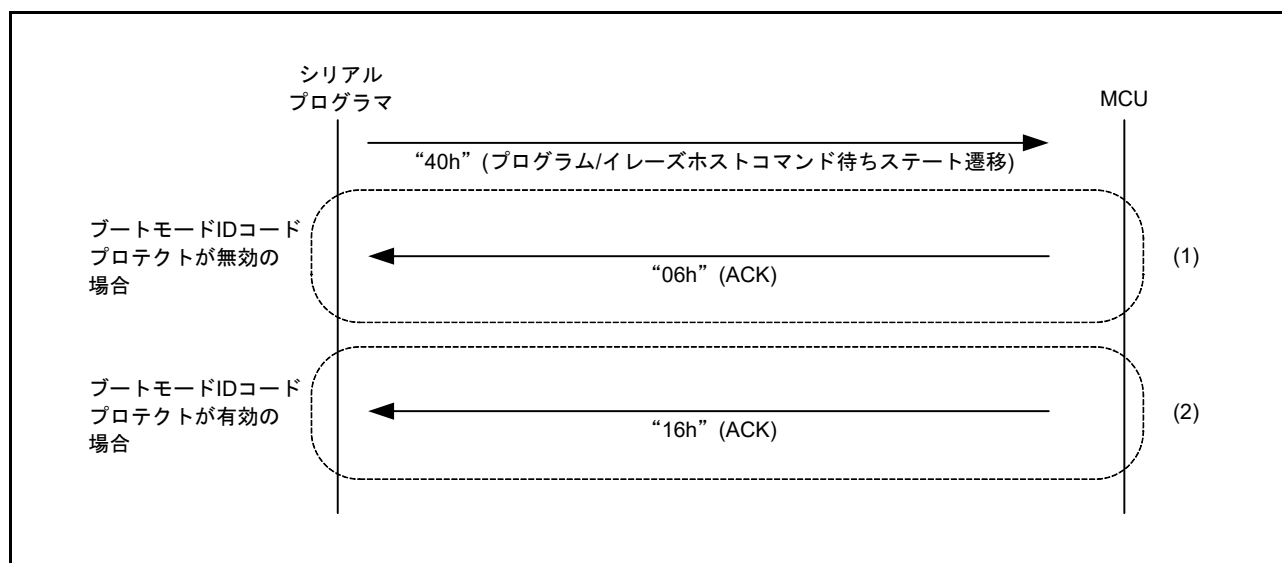 シリアル
プログラマ
MCU
“40h” (プログラム/イレーズホストコマンド待ちステート遷移)
ブートモードIDコード
プロテクトが無効の
場合
“06h” (ACK)
(1)
ブートモードIDコード
プロテクトが有効の
場合
“16h” (ACK)
(2)